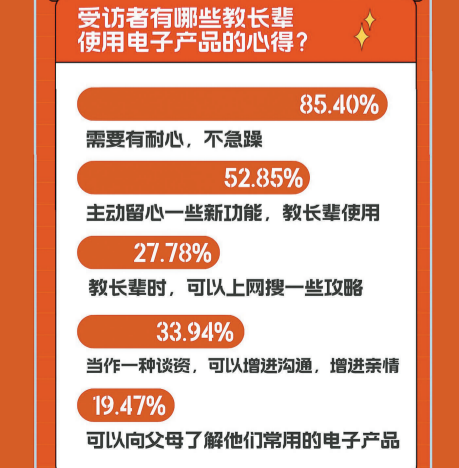 受访者有哪些教长辈
使用电子产品的心得？
85.40%
需要有耐心，不急躁
52.85%
主动留心一些新功能，教长辈使用
27.78%
教长辈时，可以上网搜一些攻略
33.94%
当作一种谈资，可以增进沟通，增进亲情
19.47%
可以向父母了解他们常用的电子产品